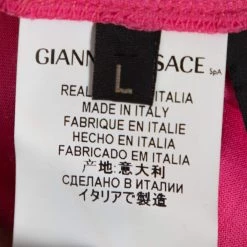 GIANN SACE SpA
L
REAL ITALIA
MADE IN ITALY
FABRIQUE EN ITALIE
HECHO EN ITALIA
FABRICADO EM ITALIA
产地:意大利
СДЕЛАНО В ИТАЛИИ
イタリアで製造